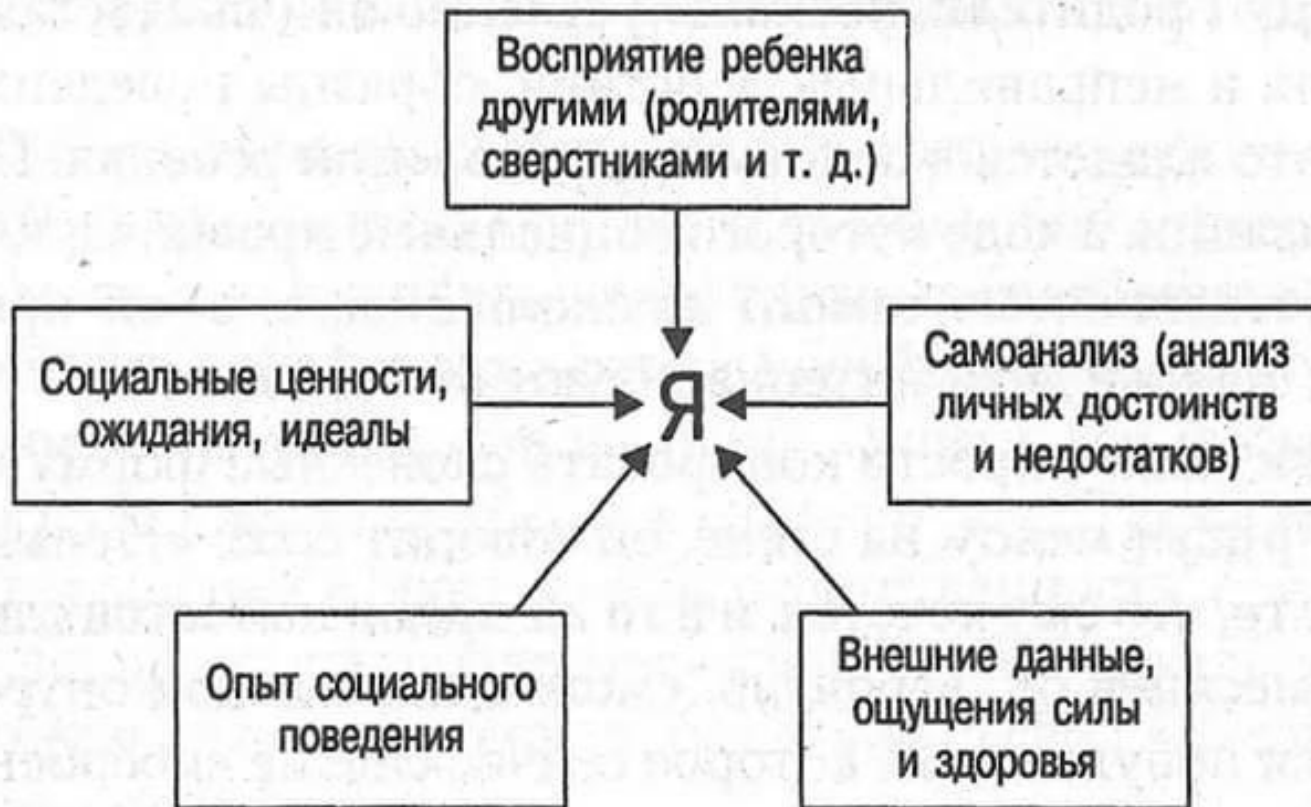 Восприятие ребенка
другими (родителями,
сверстниками и т. д.)
Социальные ценности,
ожидания, идеалы
Я
Самоанализ (анализ
личных достоинств
и недостатков)
Опыт социального
поведения
Внешние данные,
ощущения силы
и здоровья